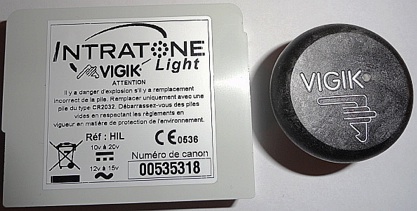 INTRATONE
VIGIK Light
ATTENTION
Il y a danger d'explosion s'il y a remplacement
incorrect de la pile. Remplacer uniquement avec une
pile du type CR2032. Débarrassez-vous des piles
vides en respectant les règlements en
vigueur en matière de protection de l'environnement.
Réf : HIL
CE 0536
10v à 20v
12v à 15v
Numéro de canon
00535318
VIGIK